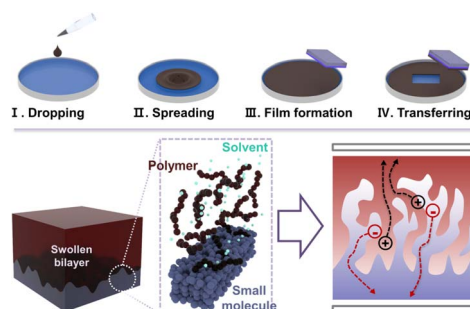 I. Dropping
II. Spreading
III. Film formation
IV. Transferring
Solvent
Polymer
Swollen
bilayer
Small
molecule
+
-
-
+